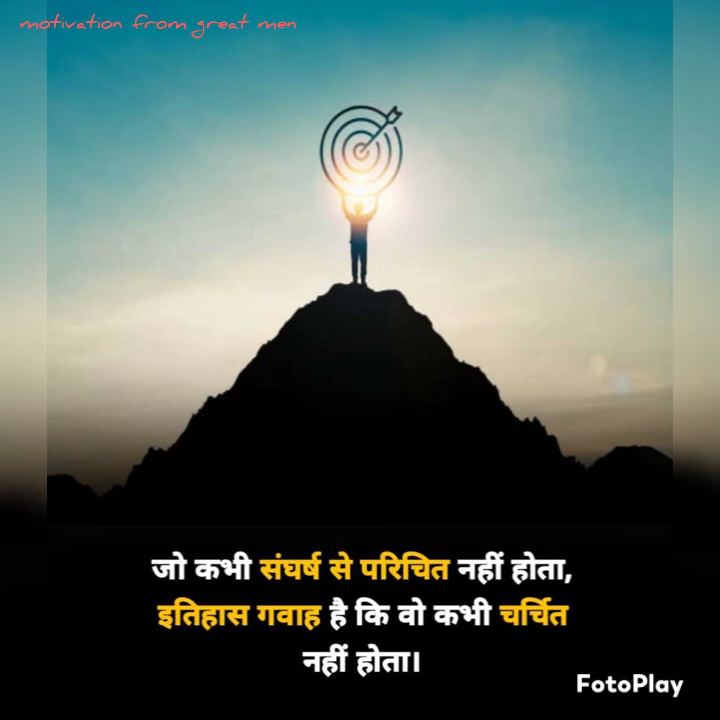 motivation from great men
जो कभी संघर्ष से परिचित नहीं होता,
इतिहास गवाह है कि वो कभी चर्चित
नहीं होता।
FotoPlay